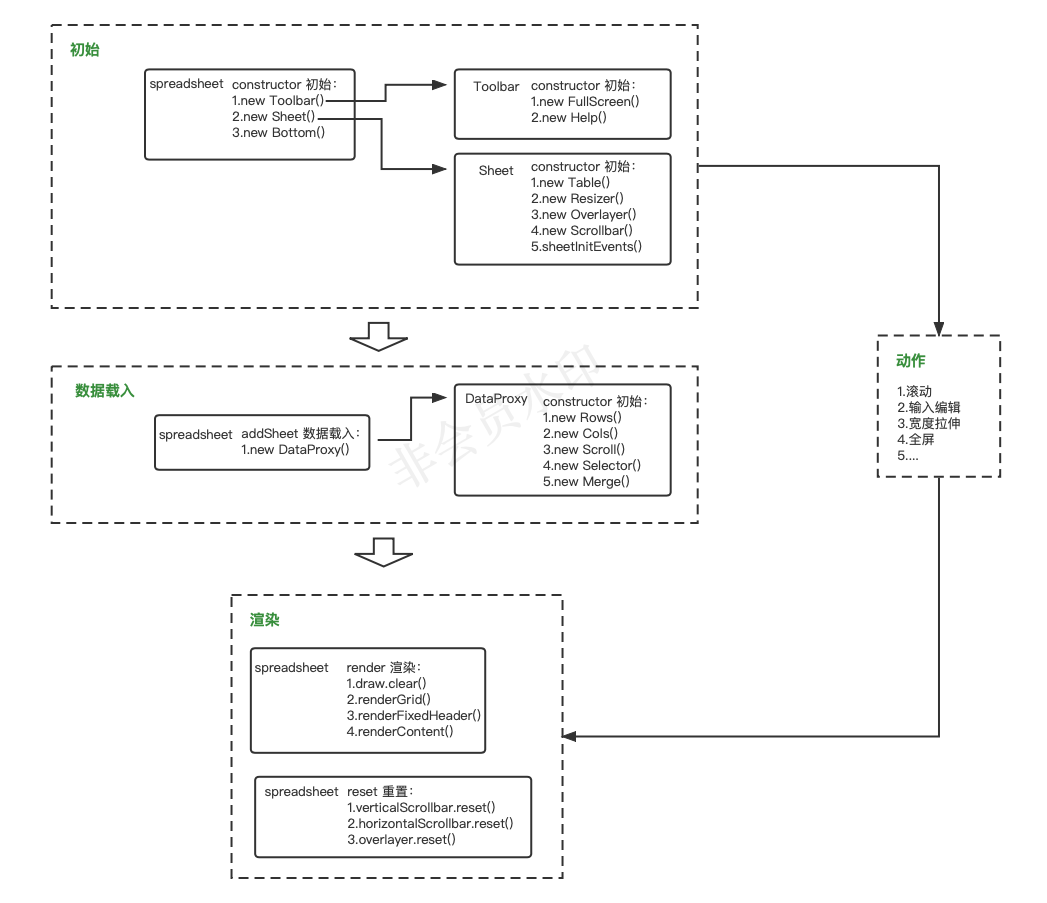 初始
spreadsheet
constructor 初始：
1.new Toolbar()
2.new Sheet()
3.new Bottom()
Toolbar
constructor 初始：
1.new FullScreen()
2.new Help()
Sheet
constructor 初始：
1.new Table()
2.new Resizer()
3.new Overlayer()
4.new Scrollbar()
5.sheetInitEvents()
数据载入
spreadsheet
addSheet 数据载入：
1.new DataProxy()
DataProxy
constructor 初始：
1.new Rows()
2.new Cols()
3.new Scroll()
4.new Selector()
5.new Merge()
非会员水印
动作
1.滚动
2.输入编辑
3.宽度拉伸
4.全屏
5....
渲染
spreadsheet
render 渲染：
1.draw.clear()
2.renderGrid()
3.renderFixedHeader()
4.renderContent()
spreadsheet
reset 重置：
1.verticalScrollbar.reset()
2.horizontalScrollbar.reset()
3.overlayer.reset()